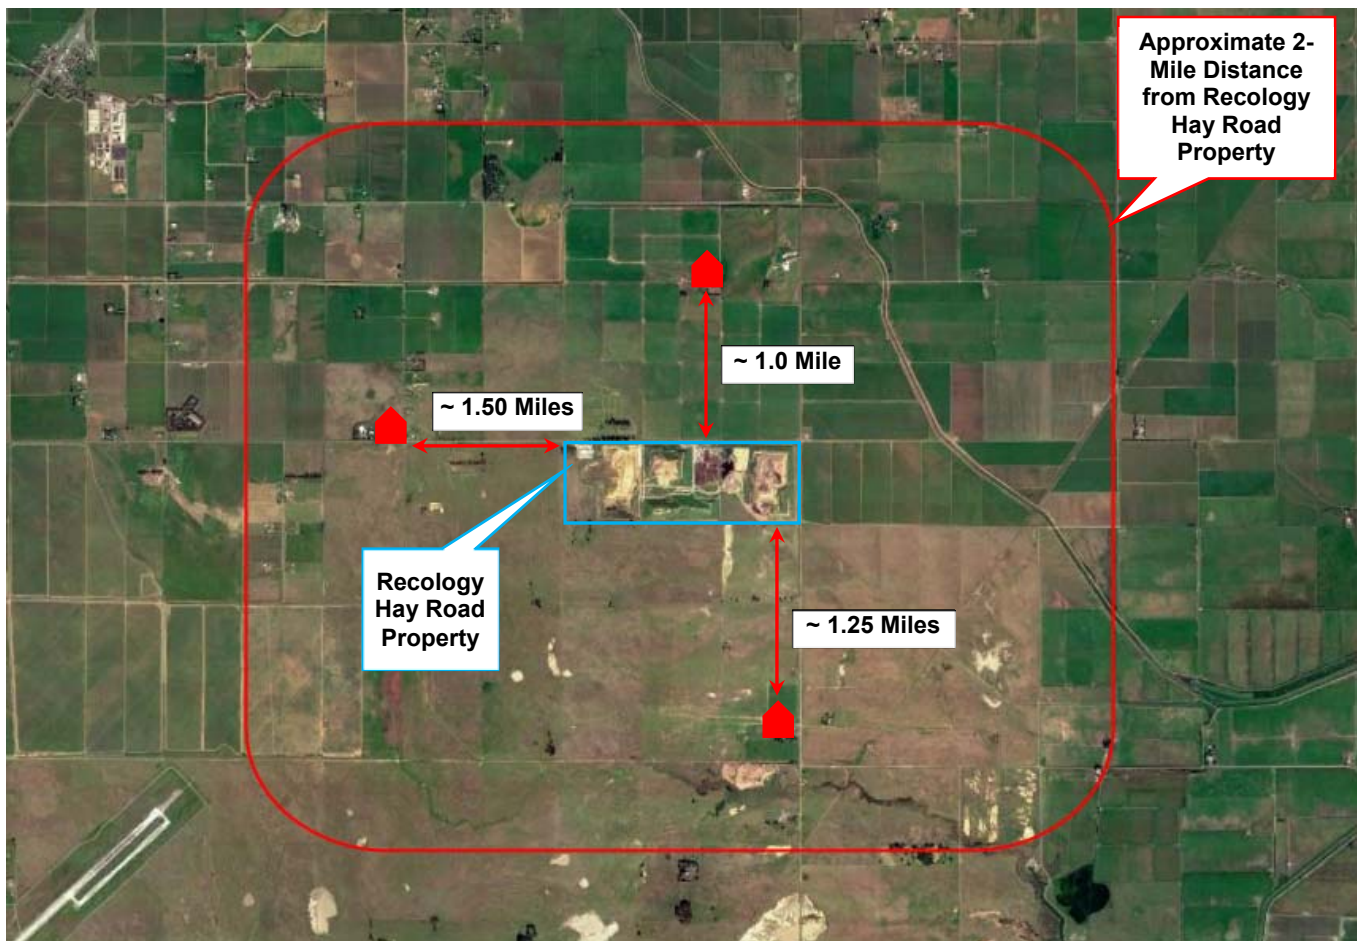 Approximate 2-
Mile Distance
from Recology
Hay Road
Property
~ 1.0 Mile
~ 1.50 Miles
Recology
Hay Road
Property
~ 1.25 Miles